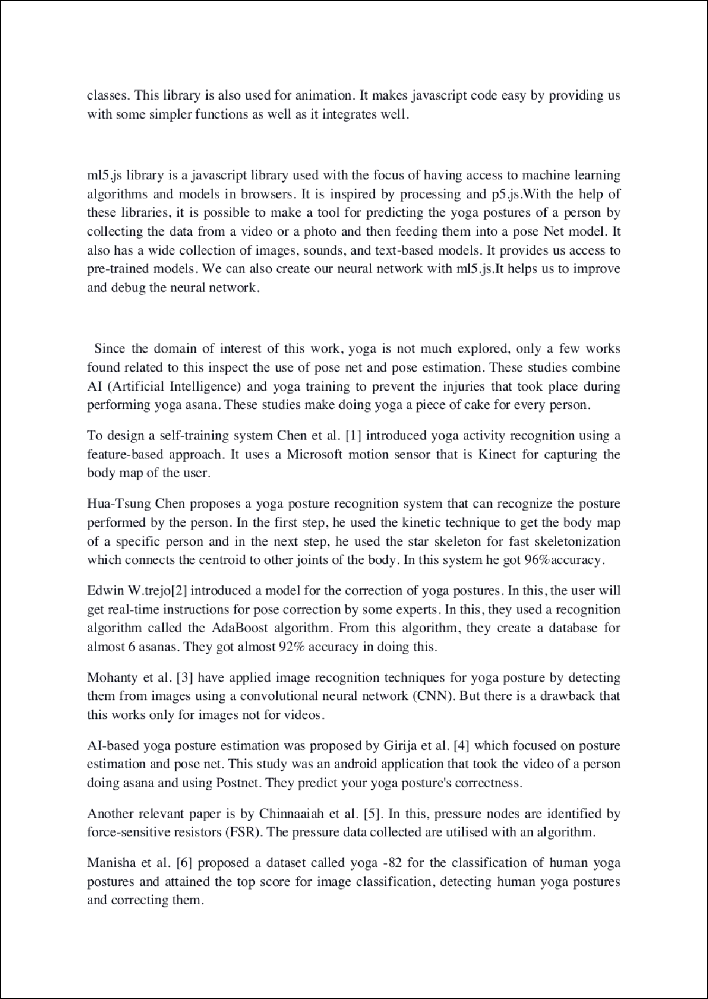 classes. This library is also used for animation. It makes javascript code easy by providing us
with some simpler functions as well as it integrates well.
ml5.js library is a javascript library used with the focus of having access to machine learning
algorithms and models in browsers. It is inspired by processing and p5.js.With the help of
these libraries, it is possible to make a tool for predicting the yoga postures of a person by
collecting the data from a video or a photo and then feeding them into a pose Net model. It
also has a wide collection of images, sounds, and text-based models. It provides us access to
pre-trained models. We can also create our neural network with ml5.js.It helps us to improve
and debug the neural network.
Since the domain of interest of this work, yoga is not much explored, only a few works
found related to this inspect the use of pose net and pose estimation. These studies combine
AI (Artificial Intelligence) and yoga training to prevent the injuries that took place during
performing yoga asana. These studies make doing yoga a piece of cake for every person.
To design a self-training system Chen et al. [1] introduced yoga activity recognition using a
feature-based approach. It uses a Microsoft motion sensor that is Kinect for capturing the
body map of the user.
Hua-Tsung Chen proposes a yoga posture recognition system that can recognize the posture
performed by the person. In the first step, he used the kinetic technique to get the body map
of a specific person and in the next step, he used the star skeleton for fast skeletonization
which connects the centroid to other joints of the body. In this system he got 96% accuracy.
Edwin W.trejo[2] introduced a model for the correction of yoga postures. In this, the user will
get real-time instructions for pose correction by some experts. In this, they used a recognition
algorithm called the AdaBoost algorithm. From this algorithm, they create a database for
almost 6 asanas. They got almost 92% accuracy in doing this.
Mohanty et al. [3] have applied image recognition techniques for yoga posture by detecting
them from images using a convolutional neural network (CNN). But there is a drawback that
this works only for images not for videos.
AI-based yoga posture estimation was proposed by Girija et al. [4] which focused on posture
estimation and pose net. This study was an android application that took the video of a person
doing asana and using Postnet. They predict your yoga posture's correctness.
Another relevant paper is by Chinnaaiah et al. [5]. In this, pressure nodes are identified by
force-sensitive resistors (FSR). The pressure data collected are utilised with an algorithm.
Manisha et al. [6] proposed a dataset called yoga -82 for the classification of human yoga
postures and attained the top score for image classification, detecting human yoga postures
and correcting them.